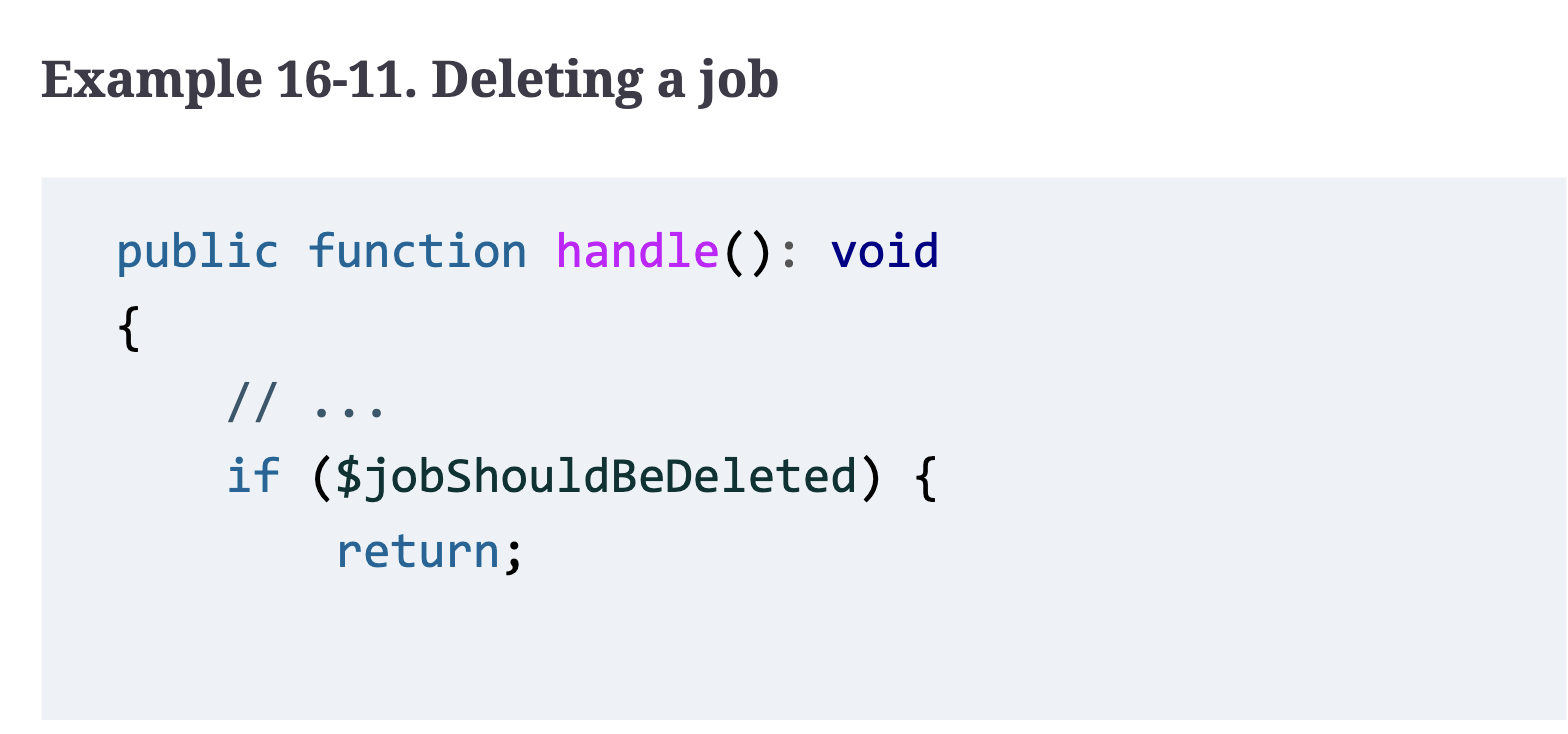 Example 16-11. Deleting a job
public function handle(): void
{
    // ...
    if ($jobShouldBeDeleted) {
        return;